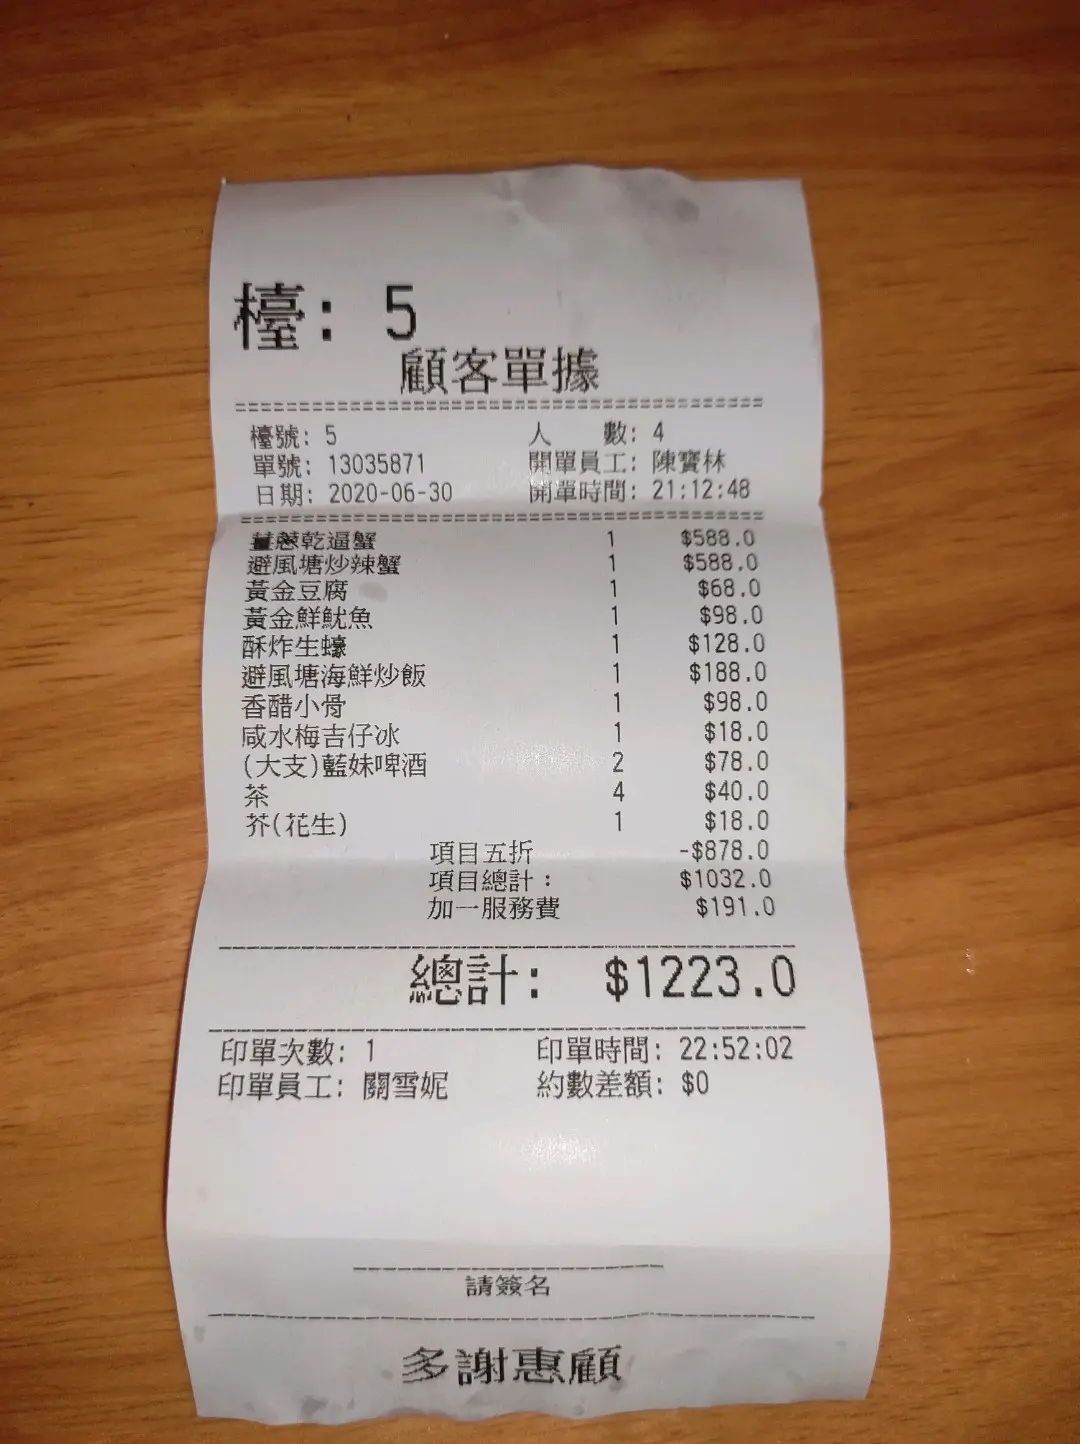 檯: 5
顧客單據
檯號: 5 人 數: 4
單號: 13035871 開單員工: 陳寶林
日期: 2020-06-30 開單時間: 21:12:48
薑蔥乾逼蟹 1 $588.0
避風塘炒辣蟹 1 $588.0
黃金豆腐 1 $68.0
黃金鮮魷魚 1 $98.0
酥炸生蠔 1 $128.0
避風塘海鮮炒飯 1 $188.0
香醋小骨 1 $98.0
咸水梅吉仔冰 1 $18.0
(大支)藍妹啤酒 2 $78.0
茶 4 $40.0
芥(花生) 1 $18.0
項目五折 -$878.0
項目總計: $1032.0
加一服務費 $191.0
總計: $1223.0
印單次數: 1 印單時間: 22:52:02
印單員工: 關雪妮 約數差額: $0
請簽名
多謝惠顧